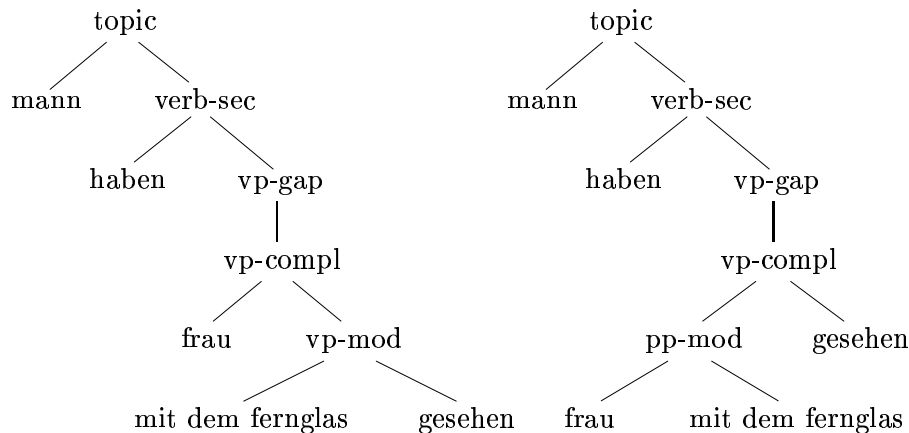 topic topic
mann verb-sec mann verb-sec
haben vp-gap haben vp-gap
vp-compl vp-compl
frau vp-mod pp-mod gesehen
mit dem fernglas gesehen frau mit dem fernglas